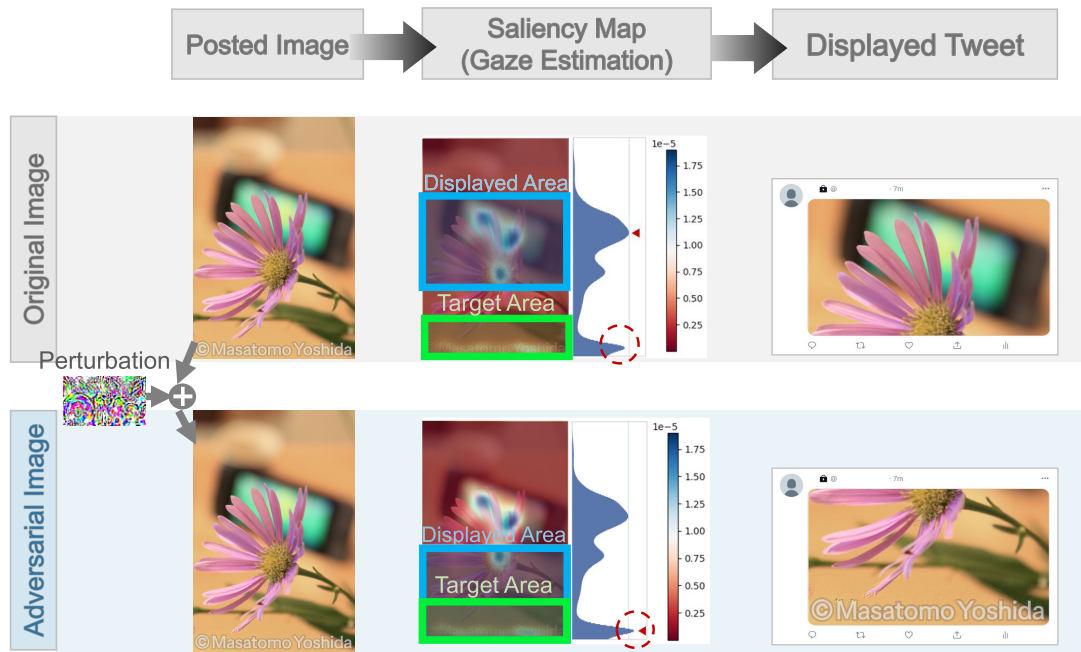 Posted Image
Saliency Map
(Gaze Estimation)
Displayed Tweet
Original Image
©Masatomo Yoshida
Displayed Area
Target Area
Masatomo Yoshida
1e−5
1.75
1.50
1.25
1.00
0.75
0.50
0.25
@
· 7m
...
Perturbation
Adversarial Image
©Masatomo Yoshida
Displayed Area
Target Area
1e−5
1.75
1.50
1.25
1.00
0.75
0.50
0.25
@
· 7m
...
©Masatomo Yoshida